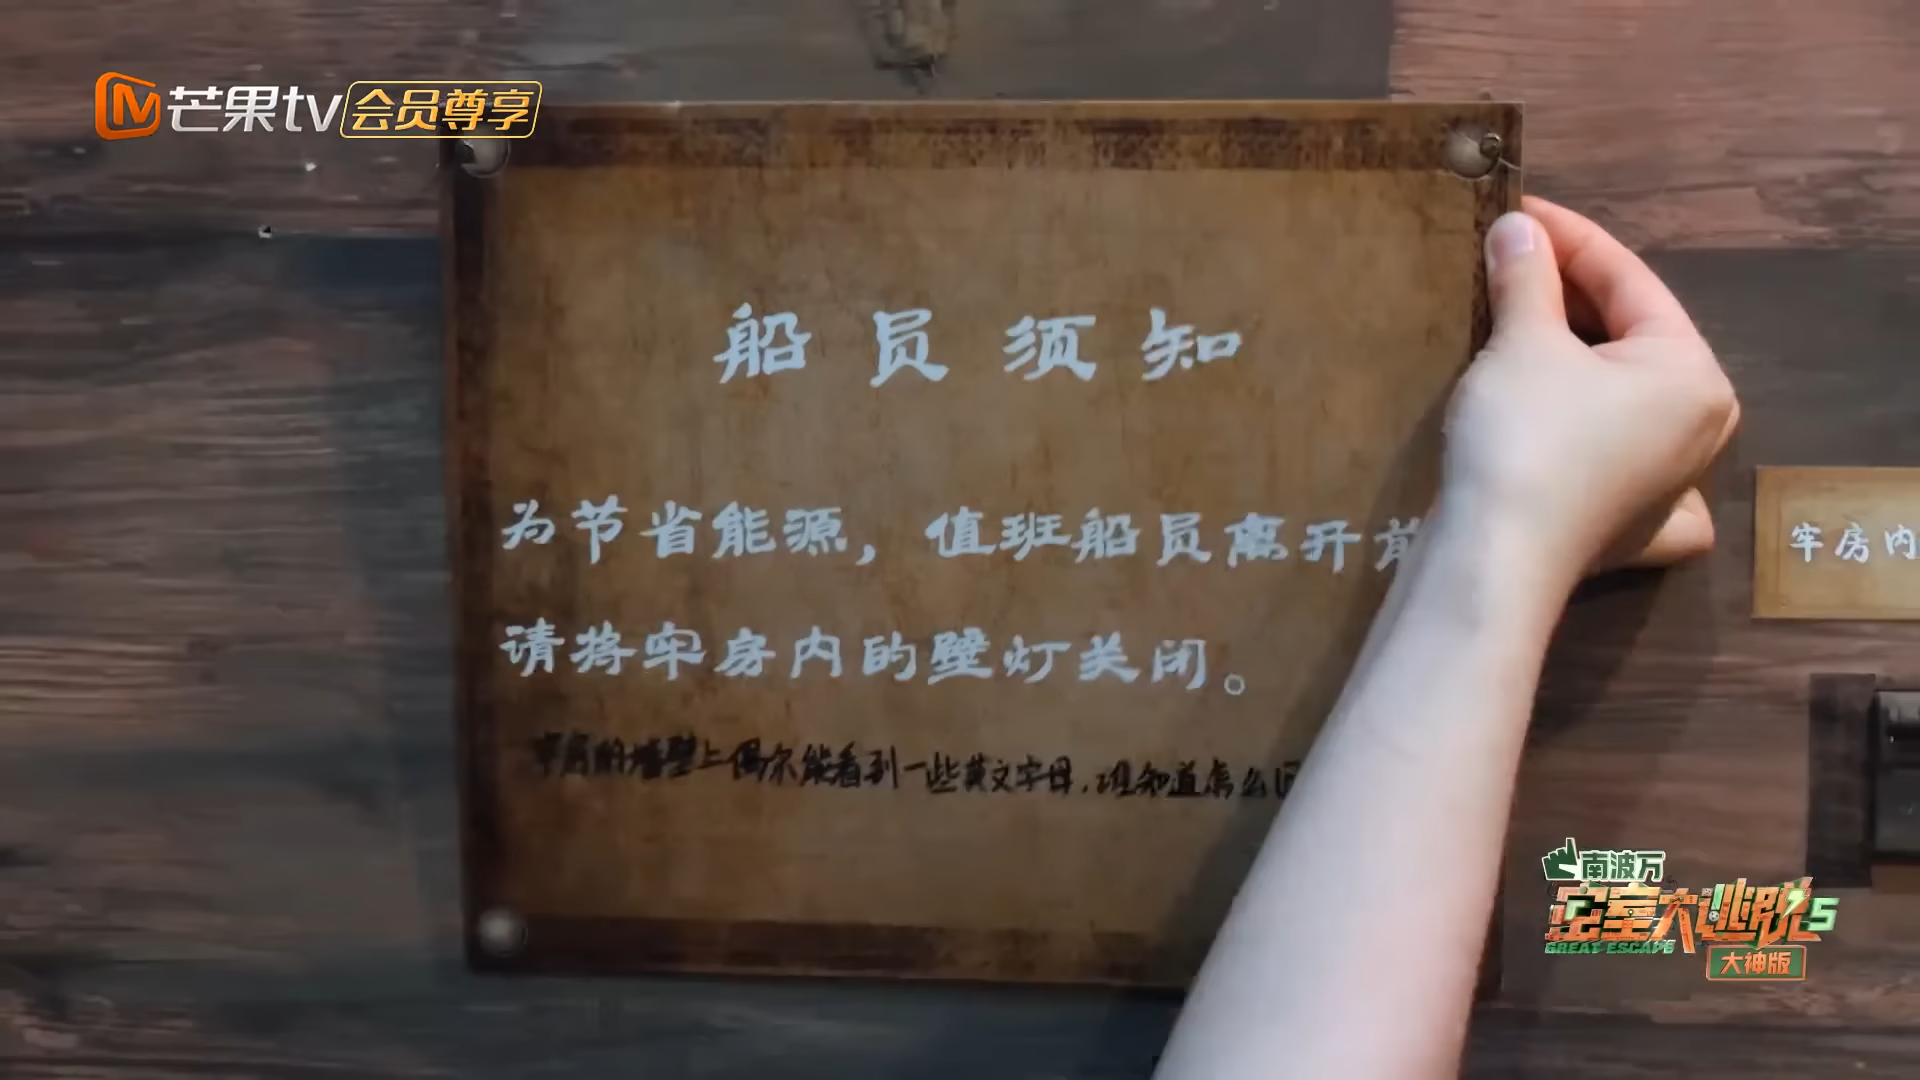 芒果tv 会员尊享
船员须知
为节省能源，值班船员离开前
请将牢房内的壁灯关闭。
牢房的墙壁上偶尔能看到一些英文字母，谁知道怎么回
牢房内
南波万
密室大逃脱5
GREAT ESCAPE
大神版